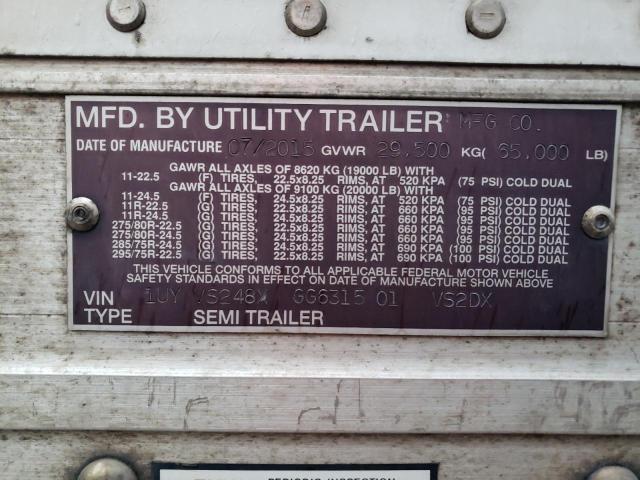 MFD. BY UTILITY TRAILER MFG CO.
DATE OF MANUFACTURE 07/2015 GVWR 29,500 KG( 65,000 LB)
GAWR ALL AXLES OF 8620 KG (19000 LB) WITH
11-22.5 (F) TIRES, 22.5x8.25 RIMS, AT 520 KPA (75 PSI) COLD DUAL
GAWR ALL AXLES OF 9100 KG (20000 LB) WITH
11-24.5 (F) TIRES, 24.5x8.25 RIMS, AT 520 KPA (75 PSI) COLD DUAL
11R-22.5 (G) TIRES, 22.5x8.25 RIMS, AT 660 KPA (95 PSI) COLD DUAL
11R-24.5 (G) TIRES, 24.5x8.25 RIMS, AT 660 KPA (95 PSI) COLD DUAL
275/80R-22.5 (G) TIRES, 22.5x8.25 RIMS, AT 660 KPA (95 PSI) COLD DUAL
275/80R-24.5 (G) TIRES, 24.5x8.25 RIMS, AT 660 KPA (95 PSI) COLD DUAL
285/75R-24.5 (G) TIRES, 24.5x8.25 RIMS, AT 690 KPA (100 PSI) COLD DUAL
295/75R-22.5 (G) TIRES, 22.5x8.25 RIMS, AT 690 KPA (100 PSI) COLD DUAL
THIS VEHICLE CONFORMS TO ALL APPLICABLE FEDERAL MOTOR VEHICLE
SAFETY STANDARDS IN EFFECT ON DATE OF MANUFACTURE SHOWN ABOVE
VIN 1UY VS248X GG6315 01 VS2DX
TYPE SEMI TRAILER
PERIODIC INSPECTION